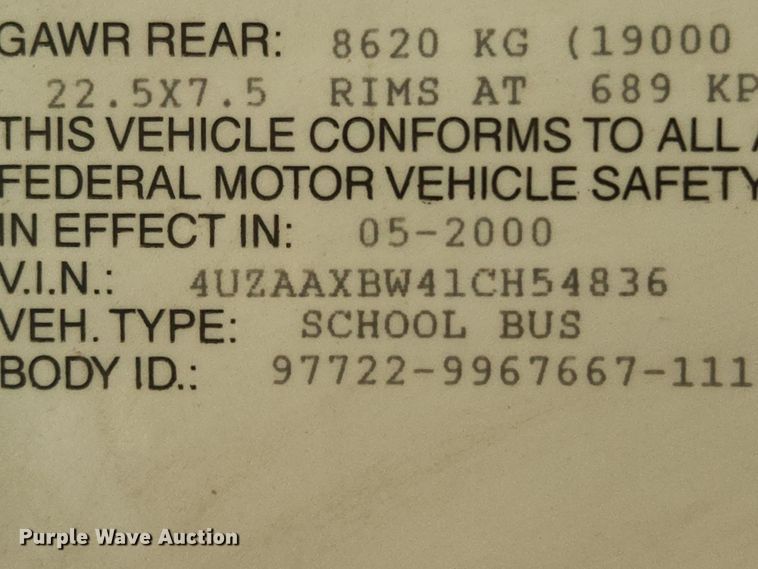 GAWR REAR: 8620 KG (19000
22.5X7.5 RIMS AT 689 KP
THIS VEHICLE CONFORMS TO ALL A
FEDERAL MOTOR VEHICLE SAFETY
IN EFFECT IN: 05-2000
V.I.N.: 4UZAAXBW41CH54836
VEH. TYPE: SCHOOL BUS
BODY ID.: 97722-9967667-111
Purple Wave Auction